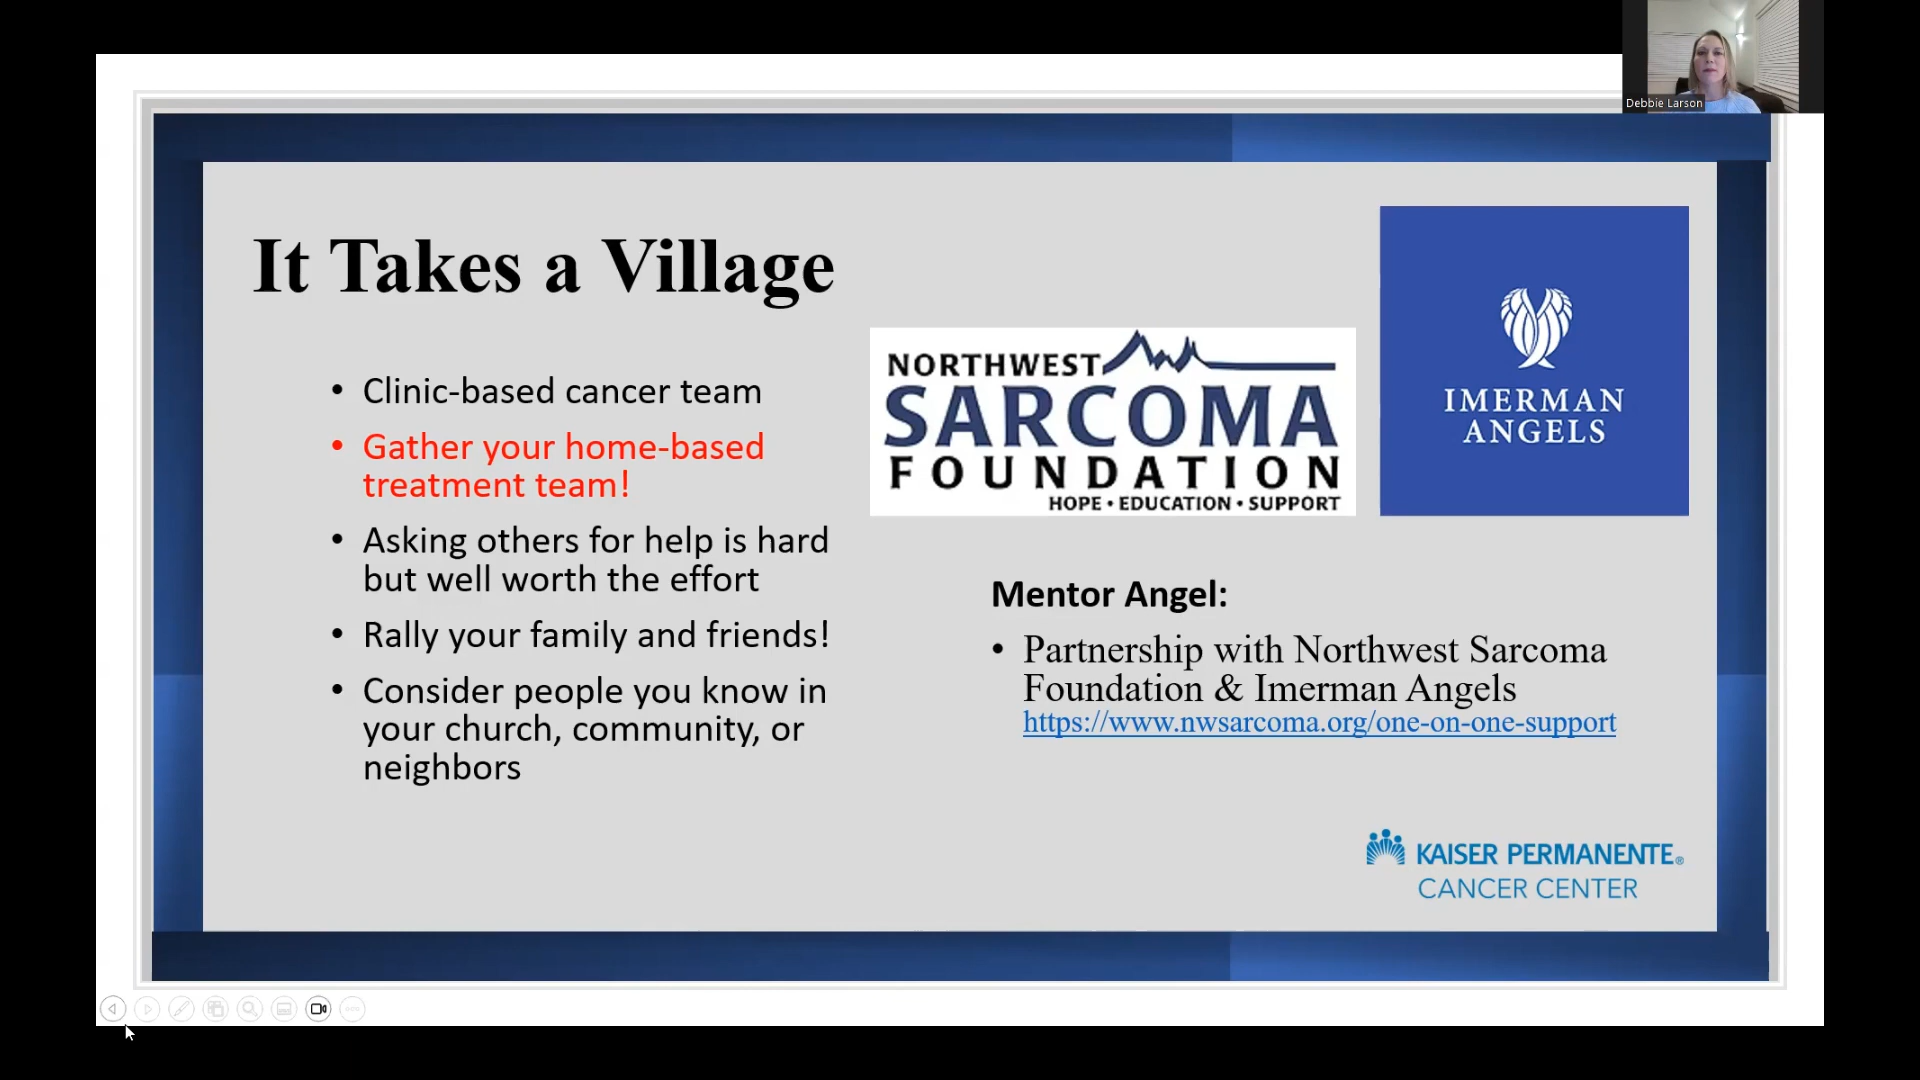 Debbie Larson
It Takes a Village
• Clinic-based cancer team
• Gather your home-based
treatment team!
• Asking others for help is hard
but well worth the effort
• Rally your family and friends!
• Consider people you know in
your church, community, or
neighbors
NORTHWEST
SARCOMA
FOUNDATION
HOPE • EDUCATION • SUPPORT
IMERMAN
ANGELS
Mentor Angel:
• Partnership with Northwest Sarcoma
Foundation & Imerman Angels
https://www.nwsarcoma.org/one-on-one-support
KAISER PERMANENTE®
CANCER CENTER